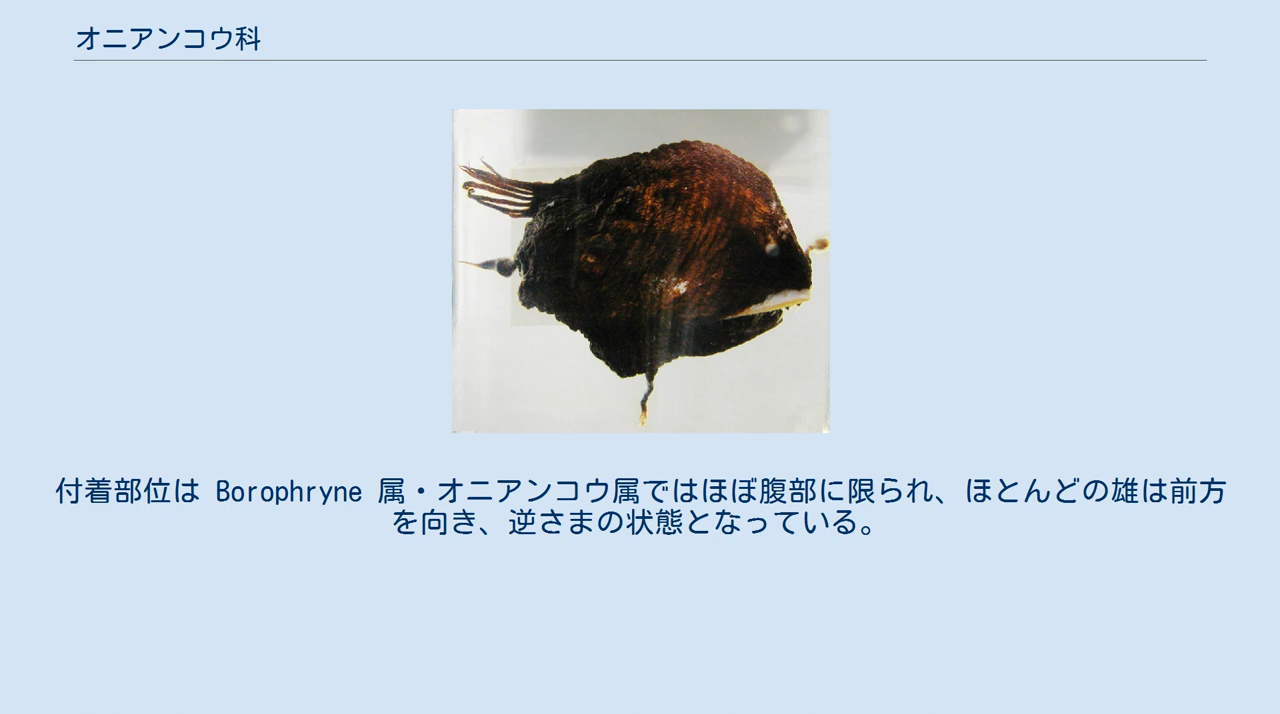 オニアンコウ科
付着部位は Borophryne 属・オニアンコウ属ではほぼ腹部に限られ、ほとんどの雄は前方
を向き、逆さまの状態となっている。